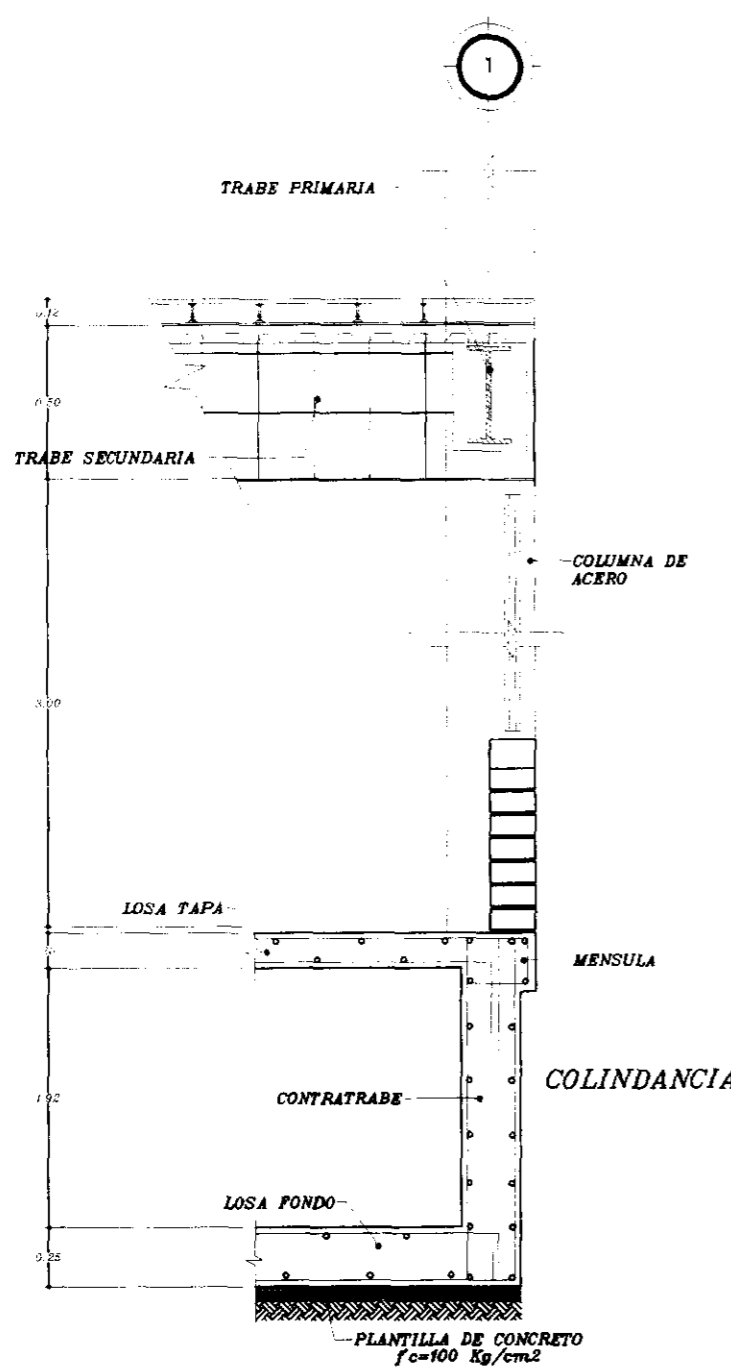 1
TRABE PRIMARIA
0.12
0.50
TRABE SECUNDARIA
COLUMNA DE
ACERO
3.00
LOSA TAPA
MENSULA
COLINDANCIA
CONTRATRABE
1.92
LOSA FONDO
0.25
PLANTILLA DE CONCRETO
f'c=100 Kg/cm2